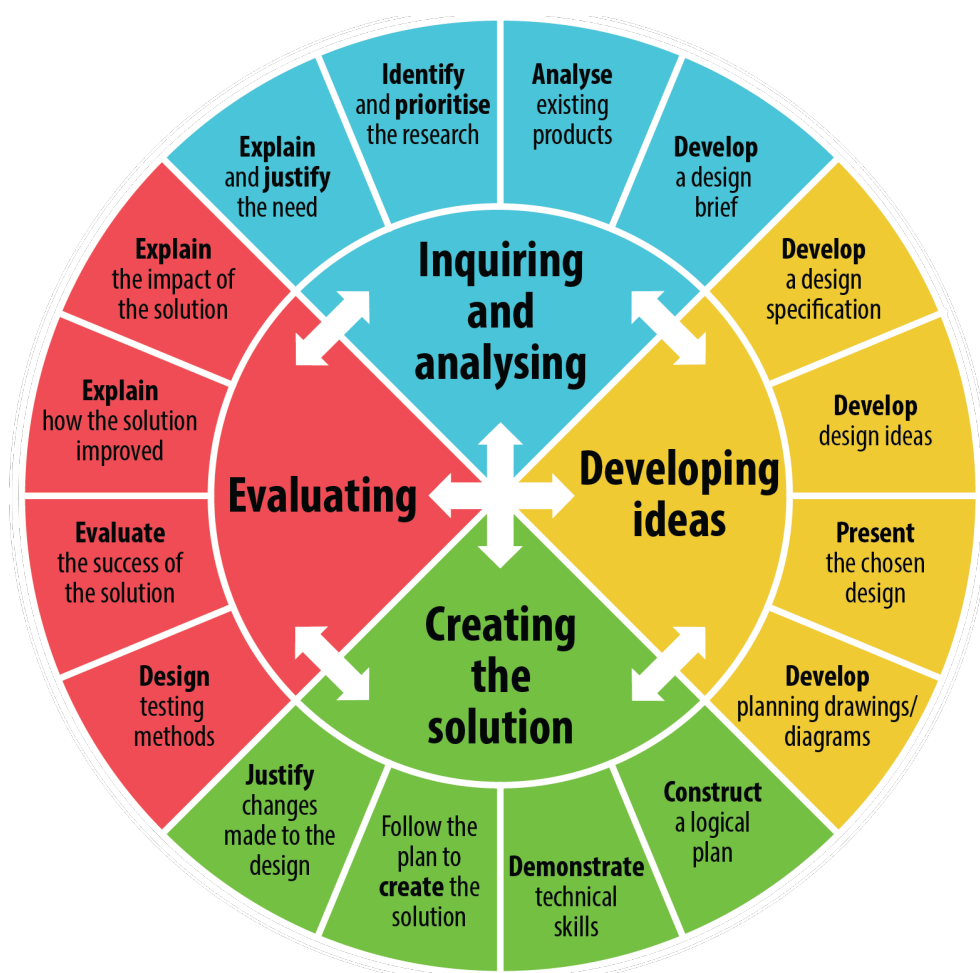 Inquiring
and
analysing
Explain
and justify
the need
Identify
and prioritise
the research
Analyse
existing
products
Develop
a design
brief
Developing
ideas
Develop
a design
specification
Develop
design ideas
Present
the chosen
design
Develop
planning drawings/
diagrams
Creating
the
solution
Construct
a logical
plan
Demonstrate
technical
skills
Follow the
plan to
create the
solution
Justify
changes
made to the
design
Evaluating
Design
testing
methods
Evaluate
the success of
the solution
Explain
how the solution
improved
Explain
the impact of
the solution